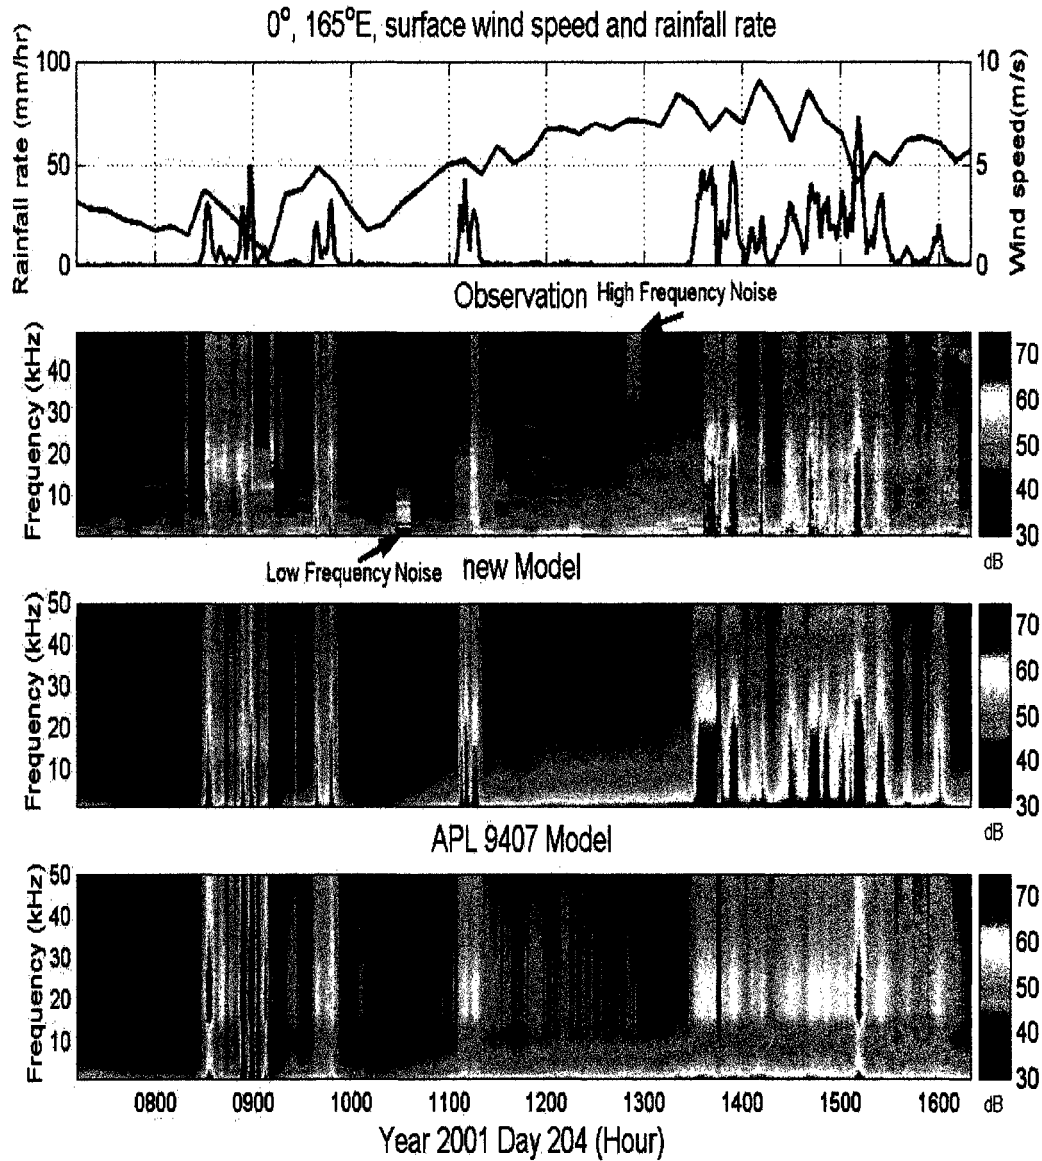 0°, 165°E, surface wind speed and rainfall rate
Rainfall rate (mm/hr)
100
50
0
10
5
0
Wind speed(m/s)
Observation
High Frequency Noise
Frequency (kHz)
40
30
20
10
70
60
50
40
30
dB
Low Frequency Noise
new Model
Frequency (kHz)
50
40
30
20
10
70
60
50
40
30
dB
APL 9407 Model
Frequency (kHz)
50
40
30
20
10
70
60
50
40
30
dB
0800 0900 1000 1100 1200 1300 1400 1500 1600
Year 2001 Day 204 (Hour)